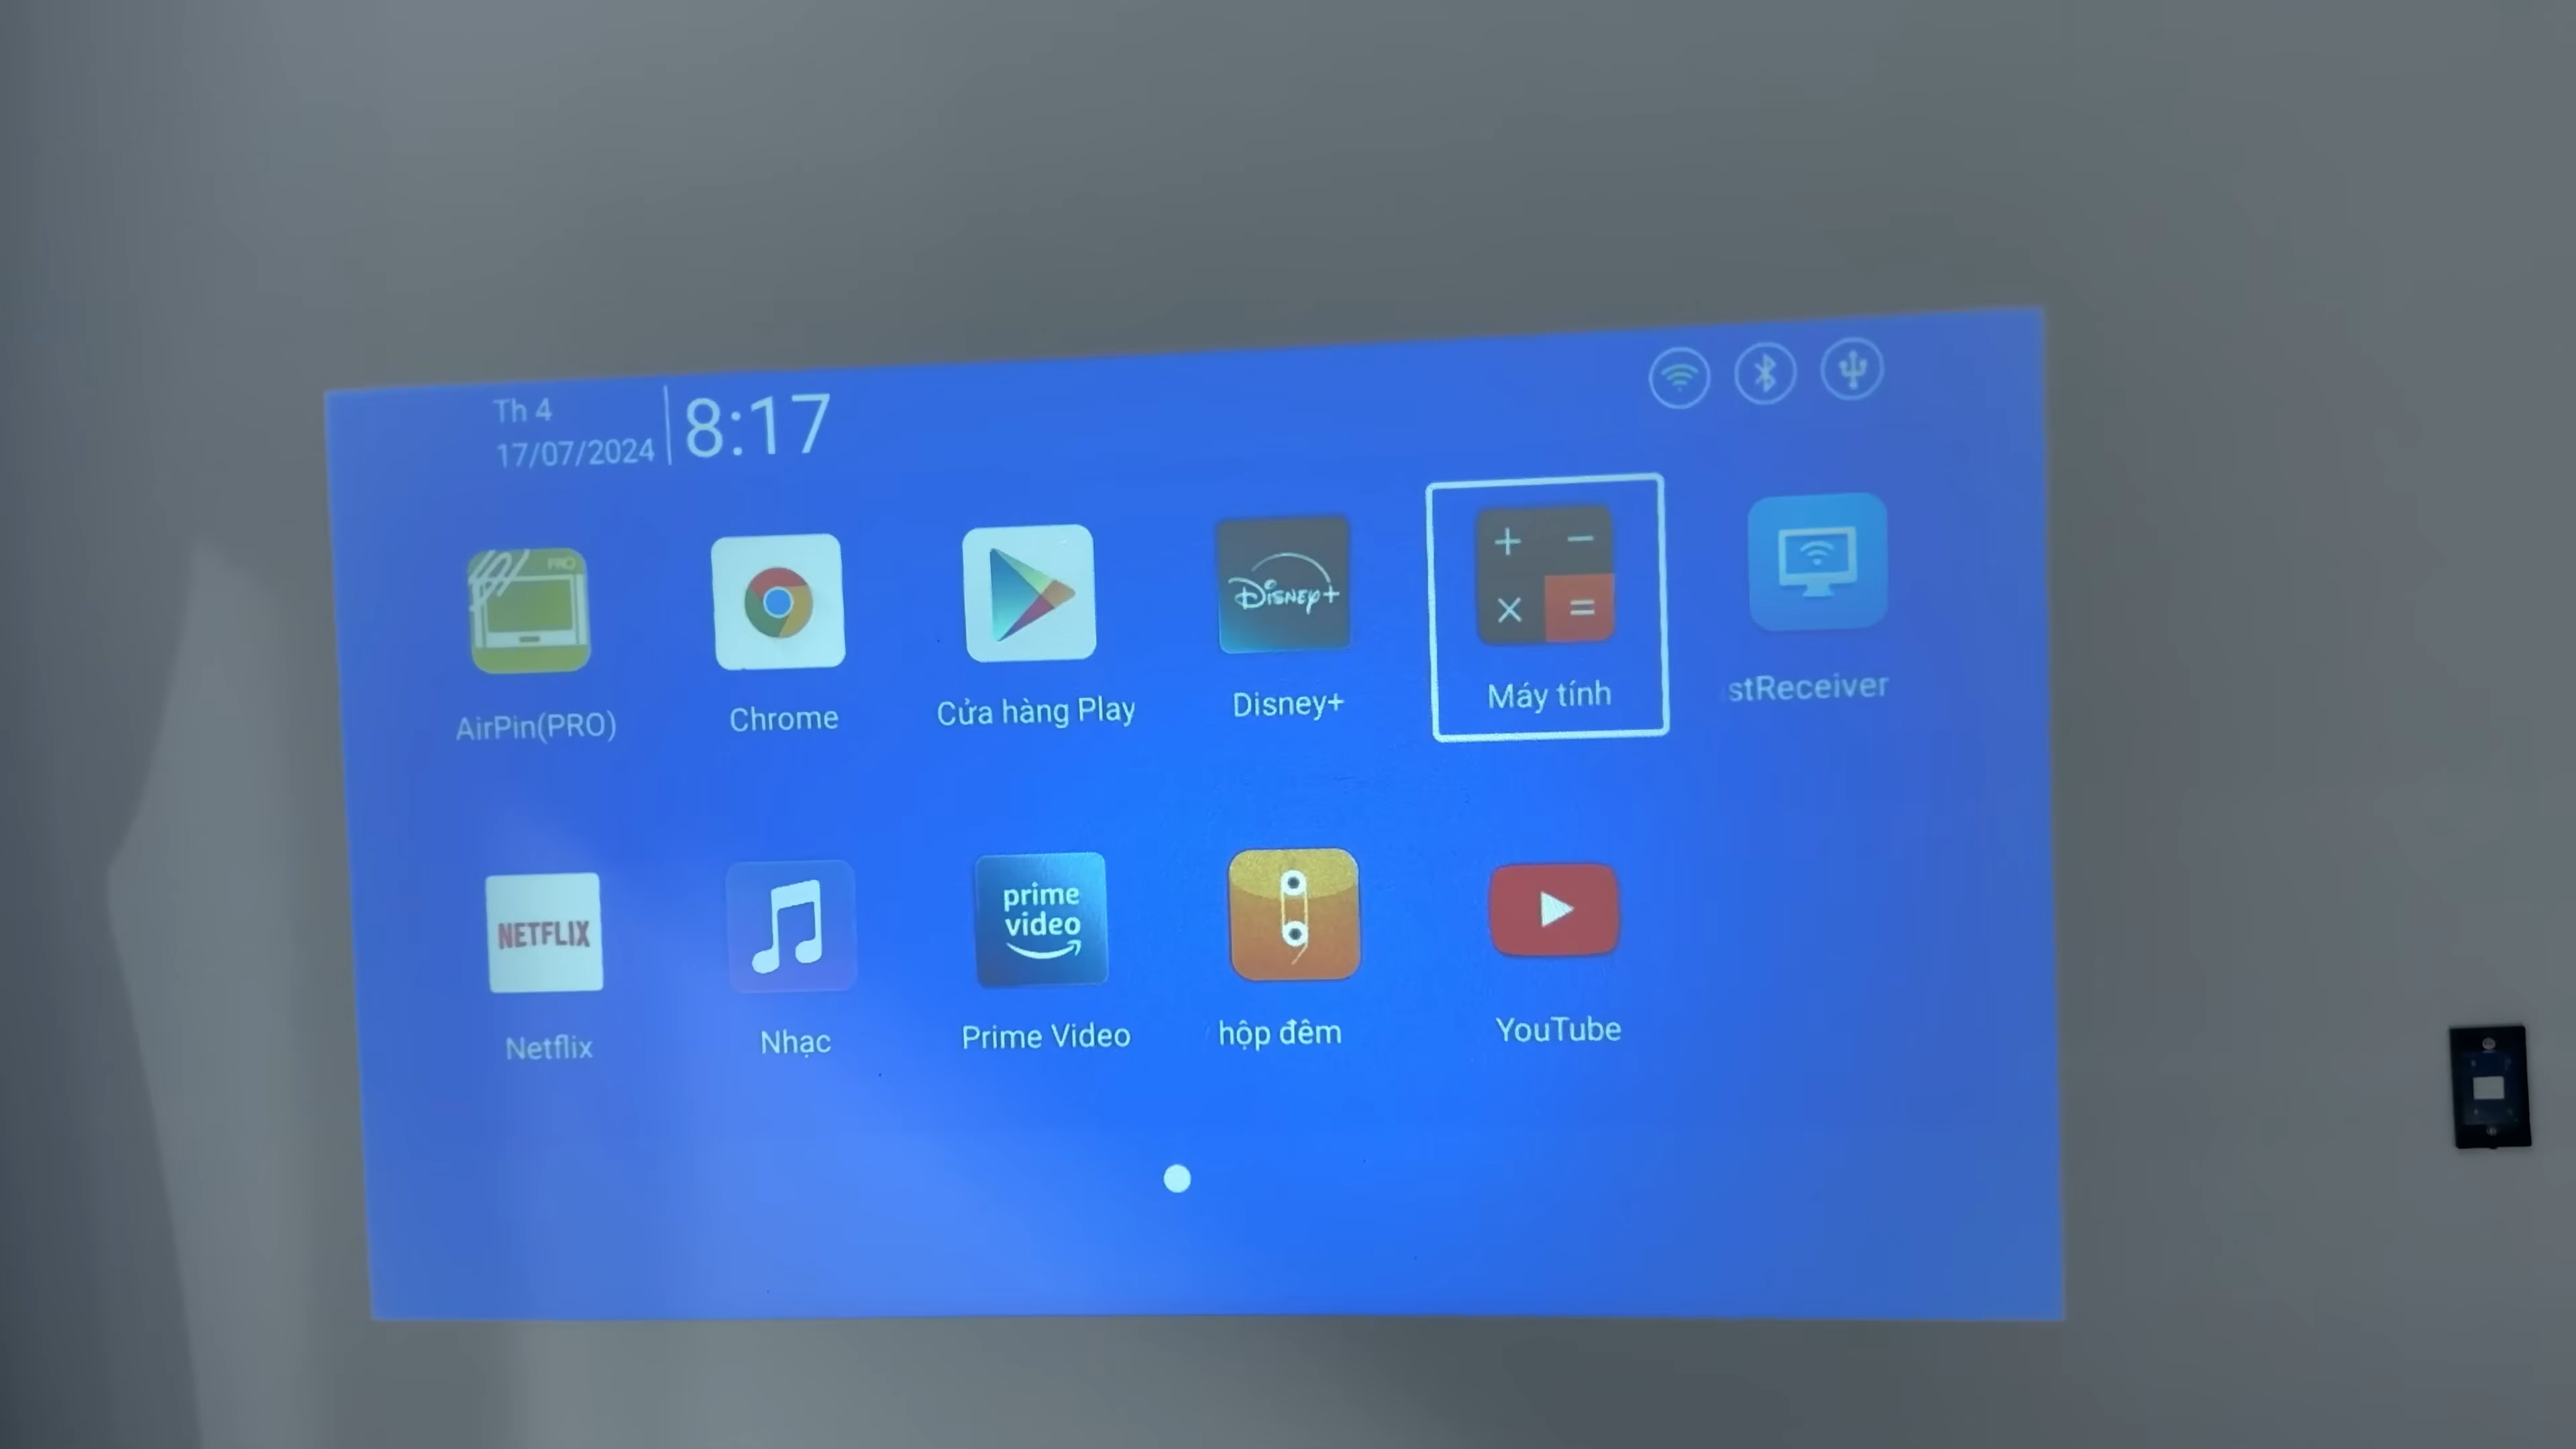 Th 4
17/07/2024
8:17
PRO
DISNEY+
+ −
× =
AirPin(PRO)
Chrome
Cửa hàng Play
Disney+
Máy tính
stReceiver
NETFLIX
prime
video
Netflix
Nhạc
Prime Video
hộp đêm
YouTube